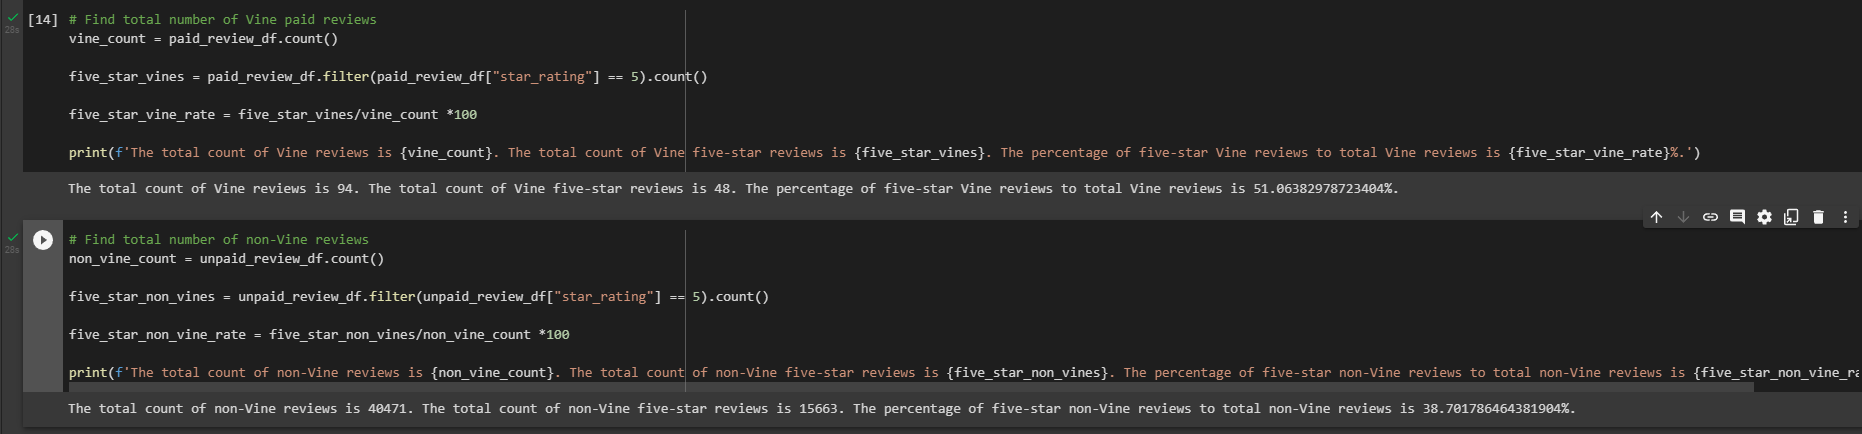 [14] # Find total number of Vine paid reviews
28s
vine_count = paid_review_df.count()
five_star_vines = paid_review_df.filter(paid_review_df["star_rating"] == 5).count()
five_star_vine_rate = five_star_vines/vine_count *100
print(f'The total count of Vine reviews is {vine_count}. The total count of Vine five-star reviews is {five_star_vines}. The percentage of five-star Vine reviews to total Vine reviews is {five_star_vine_rate}%.')
The total count of Vine reviews is 94. The total count of Vine five-star reviews is 48. The percentage of five-star Vine reviews to total Vine reviews is 51.06382978723404%.
# Find total number of non-Vine reviews
28s
non_vine_count = unpaid_review_df.count()
five_star_non_vines = unpaid_review_df.filter(unpaid_review_df["star_rating"] == 5).count()
five_star_non_vine_rate = five_star_non_vines/non_vine_count *100
print(f'The total count of non-Vine reviews is {non_vine_count}. The total count of non-Vine five-star reviews is {five_star_non_vines}. The percentage of five-star non-Vine reviews to total non-Vine reviews is {five_star_non_vine_ra
The total count of non-Vine reviews is 40471. The total count of non-Vine five-star reviews is 15663. The percentage of five-star non-Vine reviews to total non-Vine reviews is 38.701786464381904%.